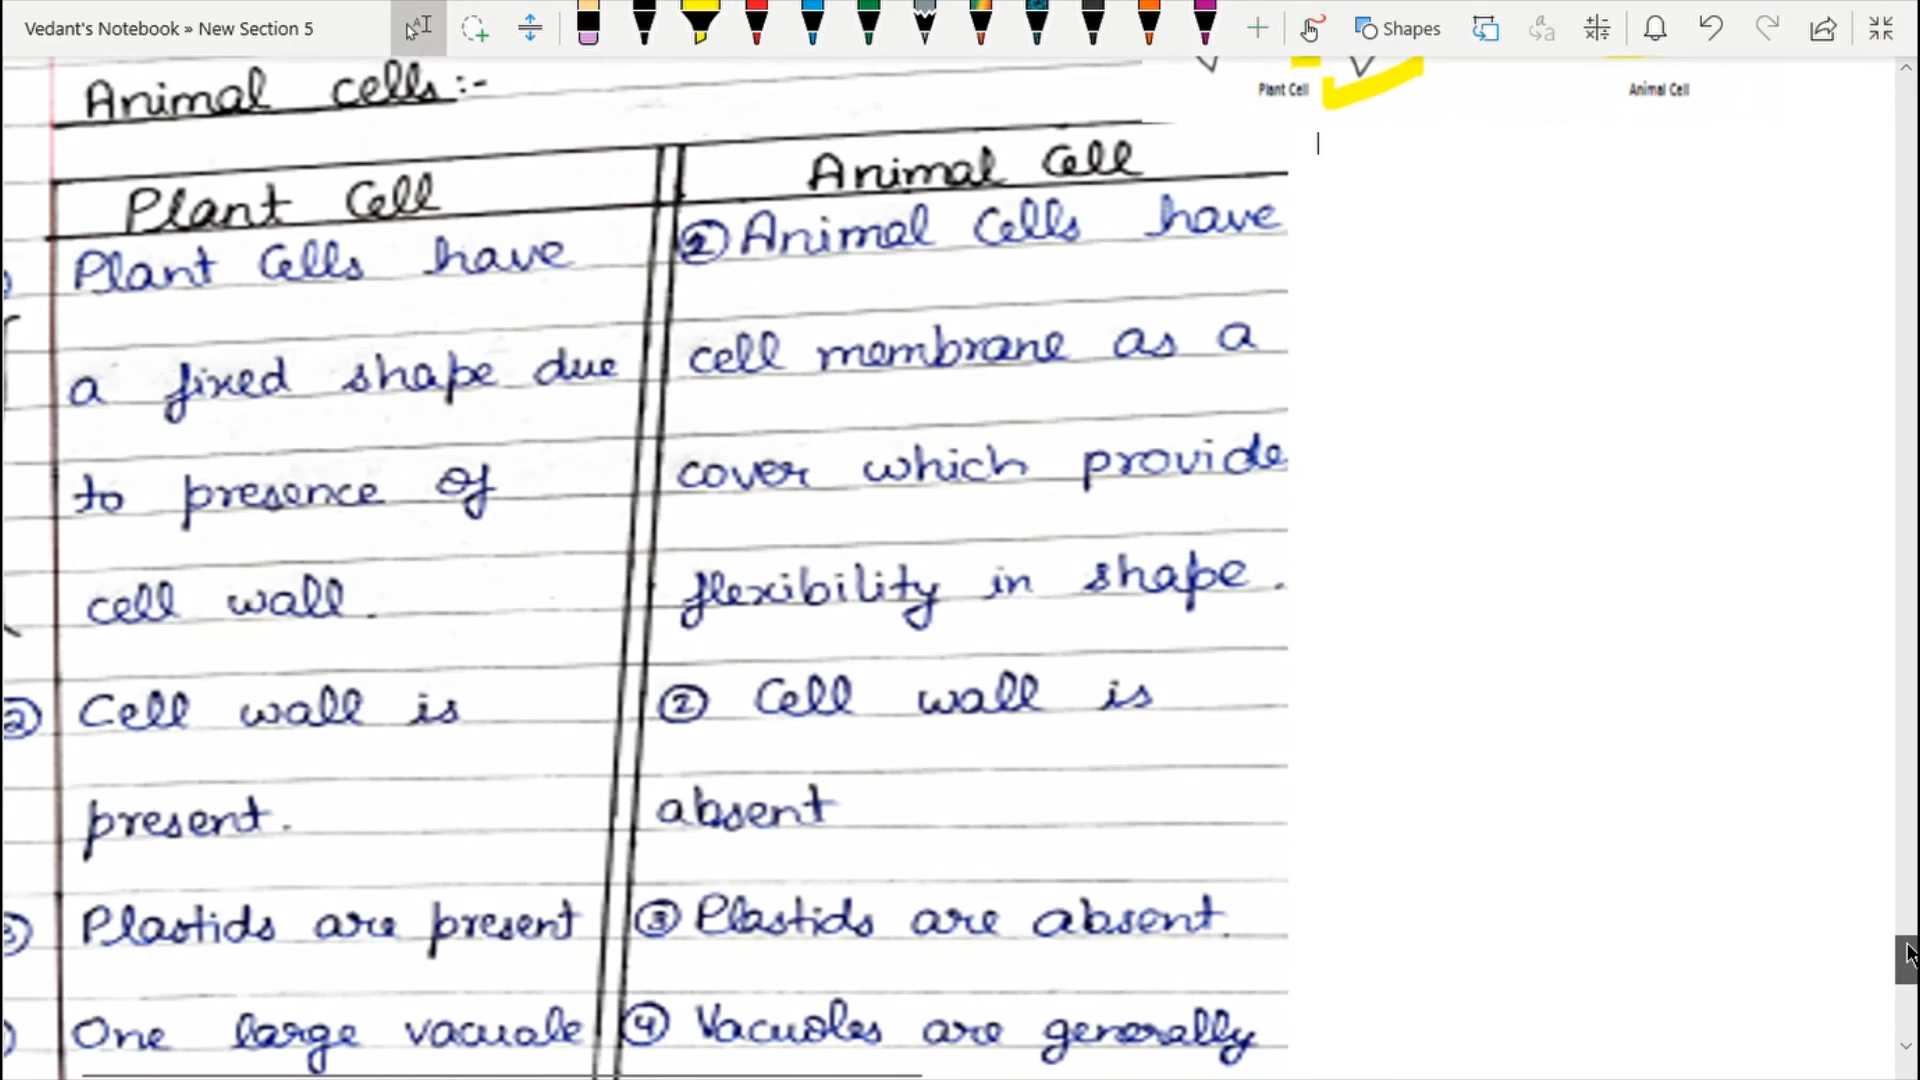 Vedant's Notebook » New Section 5
Shapes
Plant Cell
Animal Cell
Animal cells:-
Plant Cell
Animal Cell
Plant Cells have
a fixed shape due
to presence of
cell wall.
② Cell wall is
present.
③ Plastids are present
One large vacuale
② Animal Cells have
cell membrane as a
cover which provide
flexibility in shape.
② Cell wall is
absent
③ Plastids are absent.
④ Vacuoles are generally